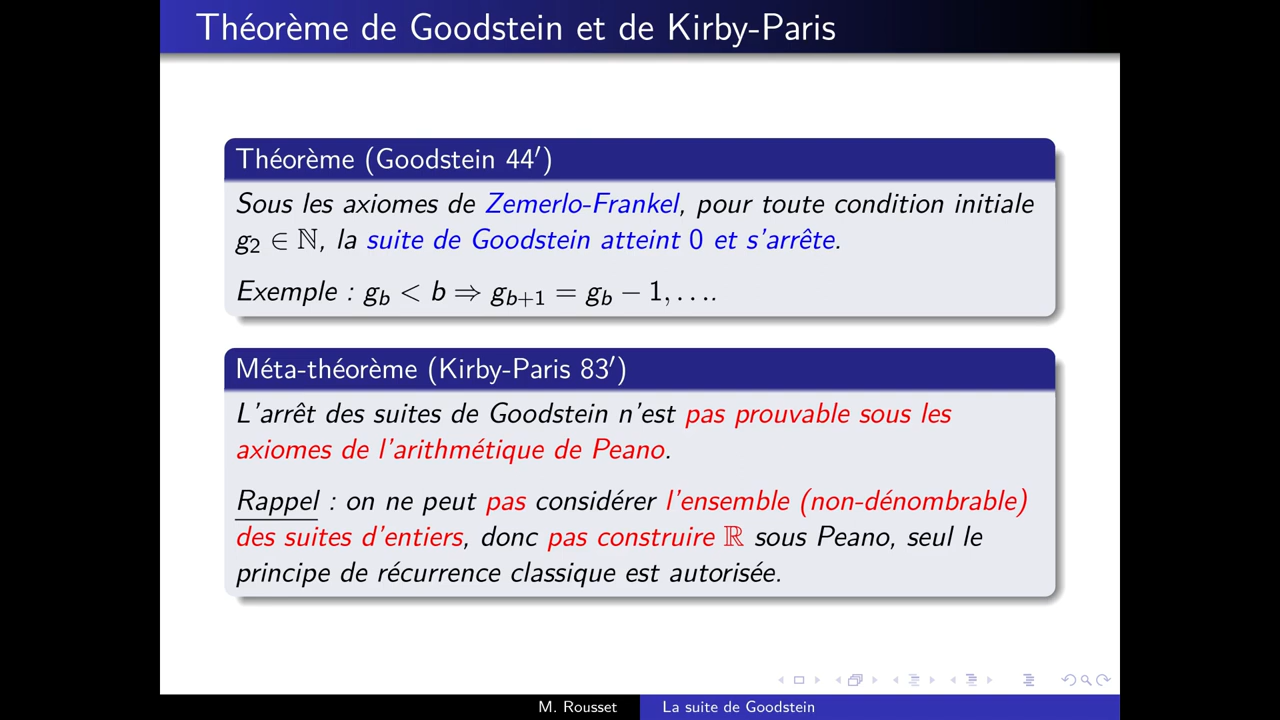 Théorème de Goodstein et de Kirby-Paris
Théorème (Goodstein 44′)
Sous les axiomes de Zemerlo-Frankel, pour toute condition initiale
g₂ ∈ ℕ, la suite de Goodstein atteint 0 et s'arrête.
Exemple : g_b < b ⇒ g_{b+1} = g_b − 1, . . ..
Méta-théorème (Kirby-Paris 83′)
L'arrêt des suites de Goodstein n'est pas prouvable sous les
axiomes de l'arithmétique de Peano.
Rappel : on ne peut pas considérer l'ensemble (non-dénombrable)
des suites d'entiers, donc pas construire ℝ sous Peano, seul le
principe de récurrence classique est autorisée.
M. Rousset
La suite de Goodstein